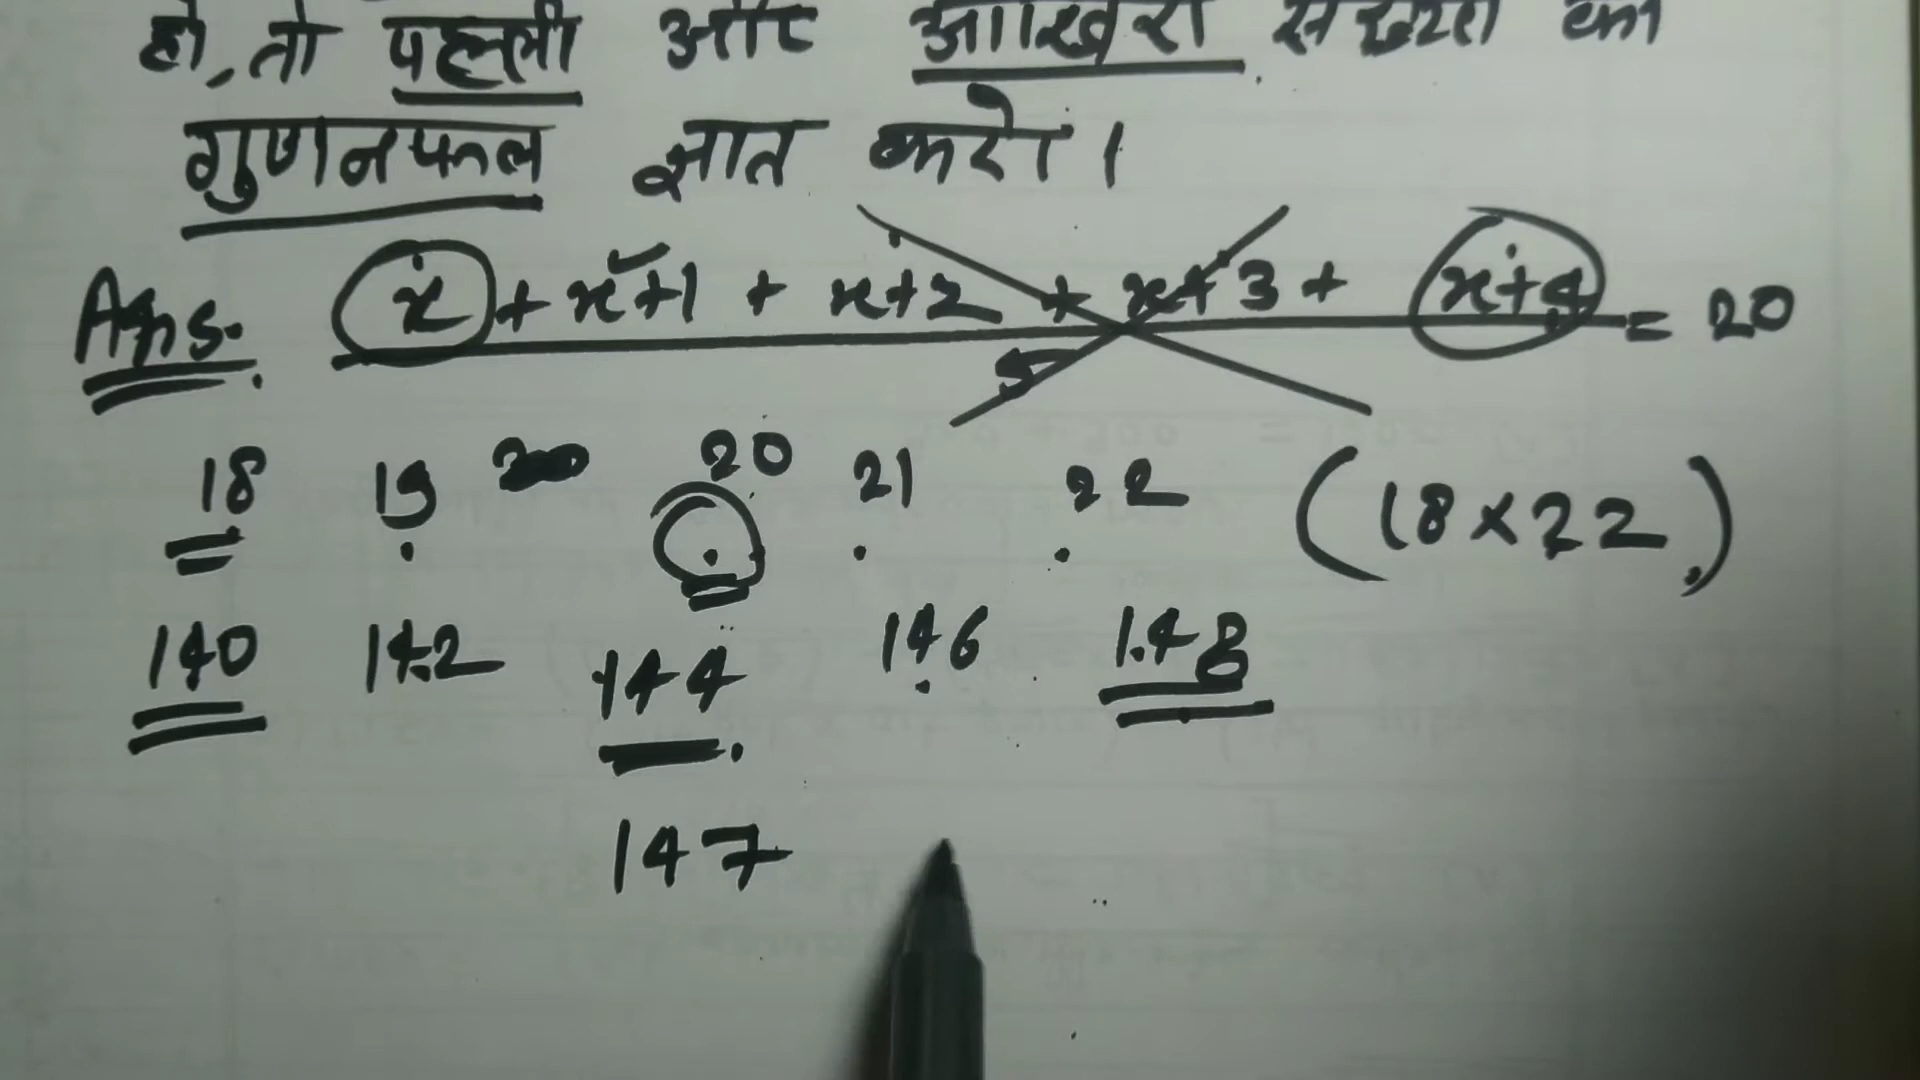 हो, तो पहली और आखिरी संख्या का
गुणनफल ज्ञात करो।
Ans. x + x+1 + x+2 + x+3 + x+4 = 20
5
18 19 20 21 22 (18×22)
140 142 144 146 148
147